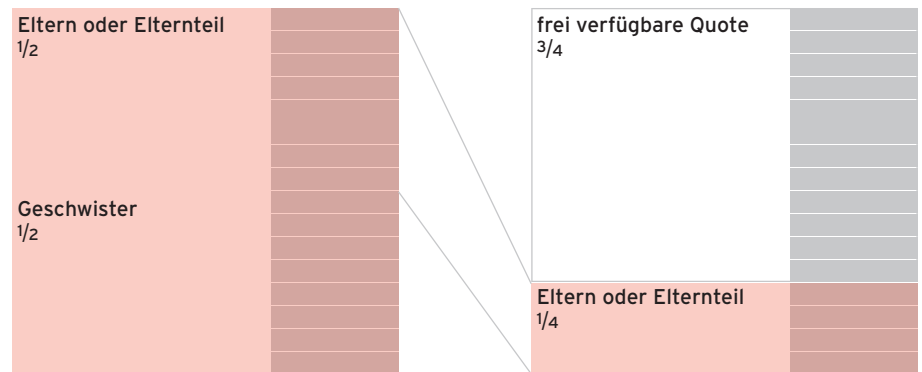 Eltern oder Elternteil
1/2
Geschwister
1/2
frei verfügbare Quote
3/4
Eltern oder Elternteil
1/4